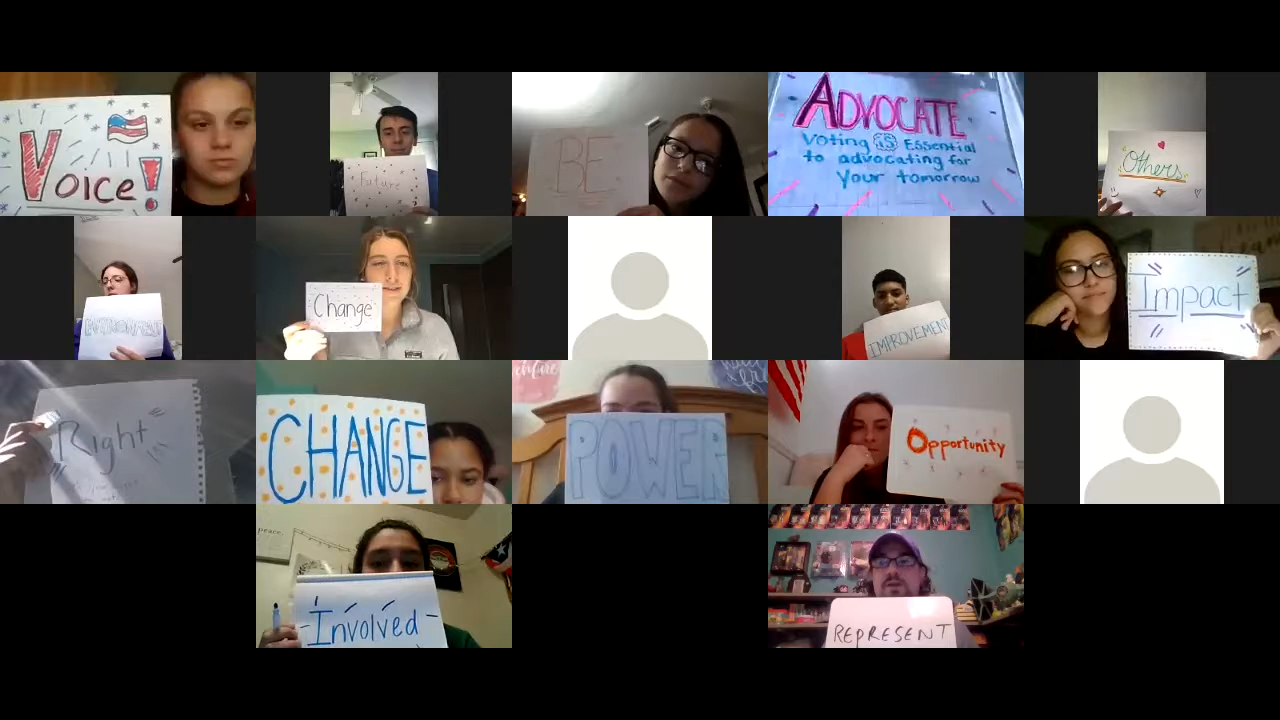 Voice!
Future
BE
ADVOCATE
Voting is Essential
to advocating for
your tomorrow
Others
Change
IMPROVEMENT
Impact
Right
CHANGE
POWER
Opportunity
peace.
Involved
REPRESENT